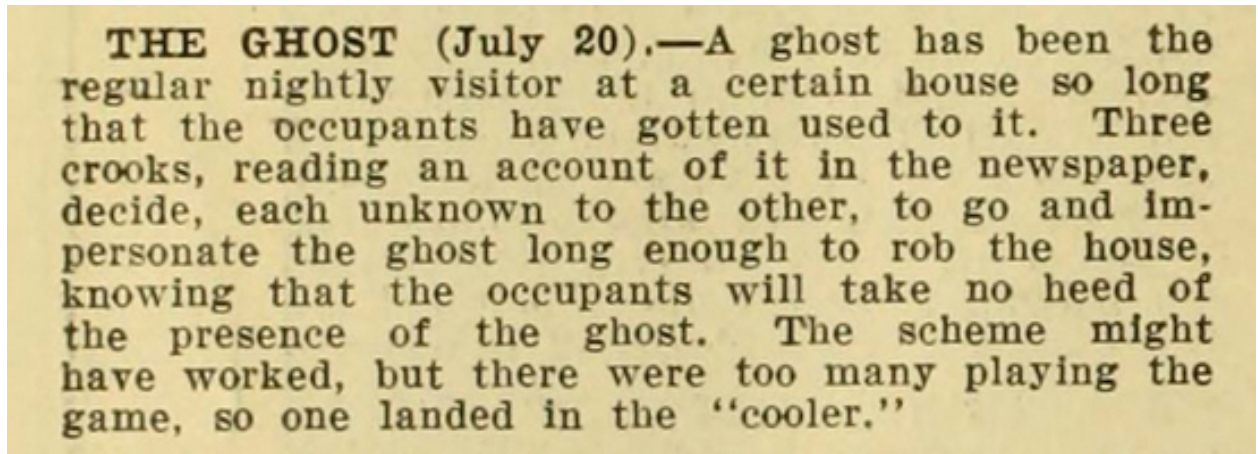 THE GHOST (July 20).—A ghost has been the
regular nightly visitor at a certain house so long
that the occupants have gotten used to it. Three
crooks, reading an account of it in the newspaper,
decide, each unknown to the other, to go and im-
personate the ghost long enough to rob the house,
knowing that the occupants will take no heed of
the presence of the ghost. The scheme might
have worked, but there were too many playing the
game, so one landed in the "cooler."